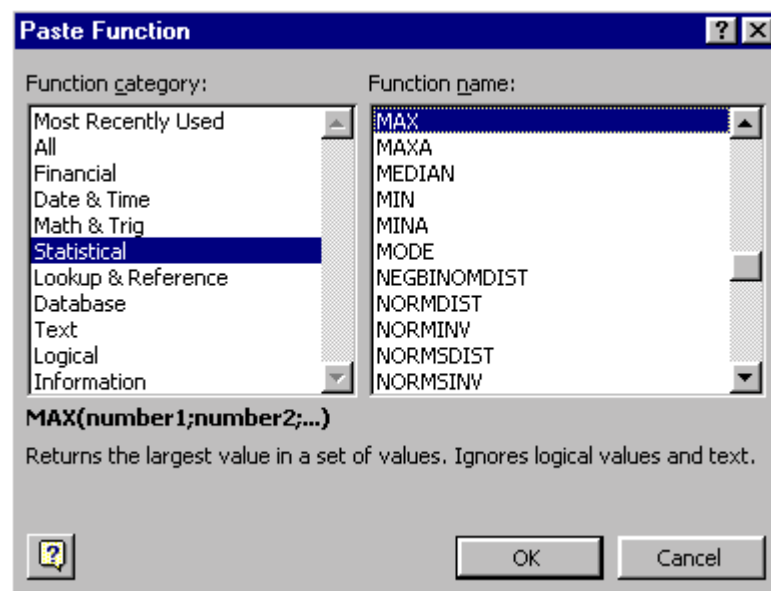 Paste Function
?
Function category:
Function name:
Most Recently Used
All
Financial
Date & Time
Math & Trig
Statistical
Lookup & Reference
Database
Text
Logical
Information
MAX
MAXA
MEDIAN
MIN
MINA
MODE
NEGBINOMDIST
NORMDIST
NORMINV
NORMSDIST
NORMSINV
MAX(number1;number2;...)
Returns the largest value in a set of values. Ignores logical values and text.
?
OK
Cancel